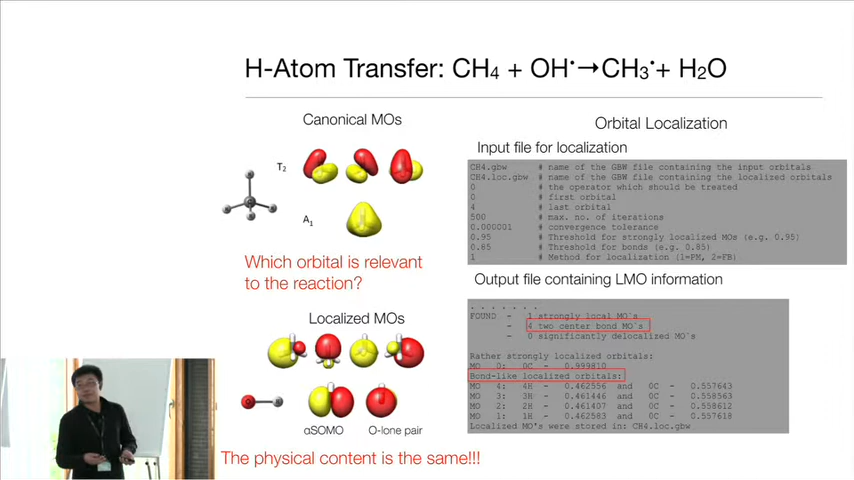 H-Atom Transfer: CH4 + OH•→CH3•+ H2O
Canonical MOs
T2
A1
Which orbital is relevant
to the reaction?
Localized MOs
αSOMO
O-lone pair
The physical content is the same!!!
Orbital Localization
Input file for localization
CH4.gbw # name of the GBW file containing the input orbitals
CH4.loc.gbw # name of the GBW file containing the localized orbitals
0 # the operator which should be treated
0 # first orbital
4 # last orbital
500 # max. no. of iterations
0.000001 # convergence tolerance
0.95 # Threshold for strongly localized MOs (e.g. 0.95)
0.85 # Threshold for bonds (e.g. 0.85)
1 # Method for localization (1=PM, 2=FB)
Output file containing LMO information
. . . . . . .
FOUND - 1 strongly local MO`s
- 4 two center bond MO`s
- 0 significantly delocalized MO`s
Rather strongly localized orbitals:
MO 0: 0C - 0.999810
Bond-like localized orbitals:
MO 4: 4H - 0.462556 and 0C - 0.557643
MO 3: 3H - 0.461446 and 0C - 0.558563
MO 2: 2H - 0.461407 and 0C - 0.558612
MO 1: 1H - 0.462583 and 0C - 0.557618
Localized MO's were stored in: CH4.loc.gbw